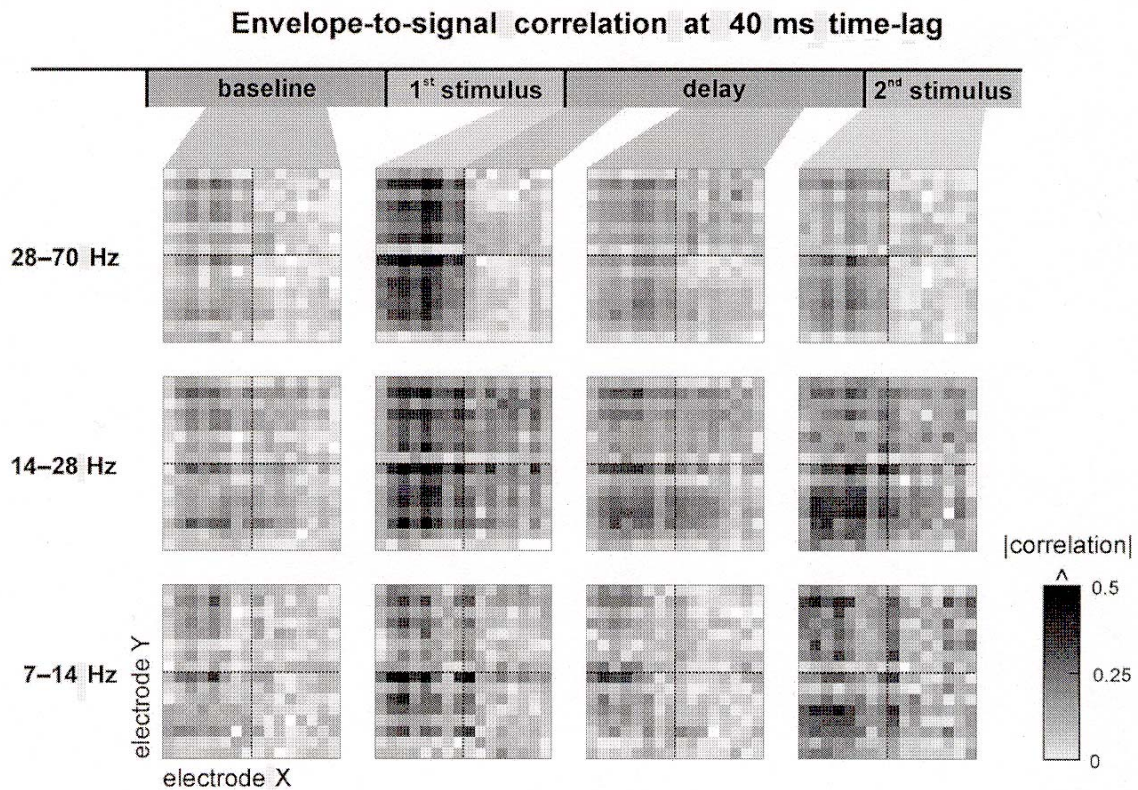 Envelope-to-signal correlation at 40 ms time-lag
baseline 1st stimulus delay 2nd stimulus
28–70 Hz
14–28 Hz
7–14 Hz
electrode Y
electrode X
|correlation|
^
0.5
0.25
0